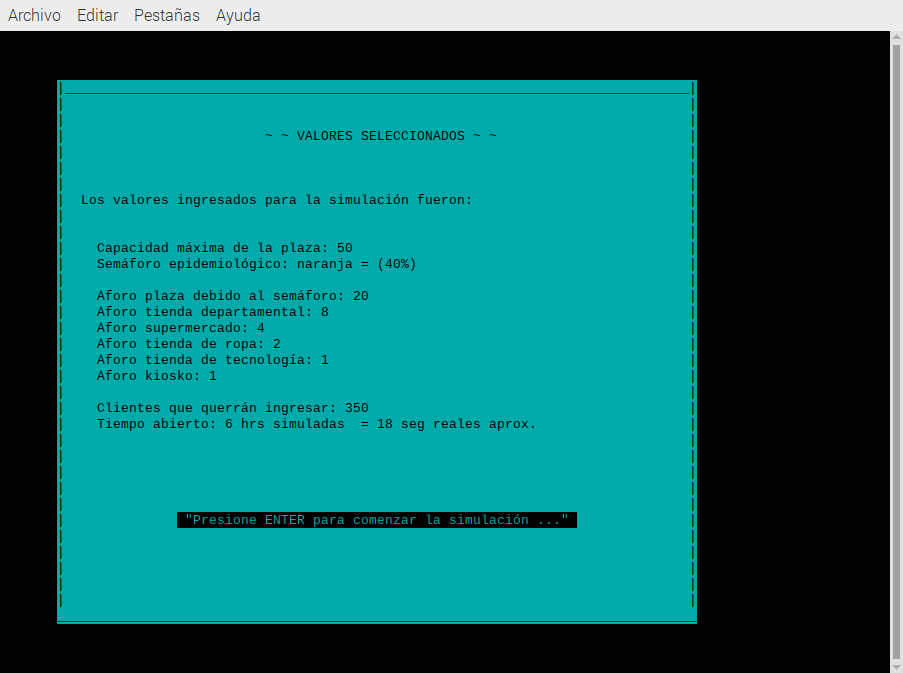 Archivo Editar Pestañas Ayuda
~ ~ VALORES SELECCIONADOS ~ ~
Los valores ingresados para la simulación fueron:
Capacidad máxima de la plaza: 50
Semáforo epidemiológico: naranja = (40%)
Aforo plaza debido al semáforo: 20
Aforo tienda departamental: 8
Aforo supermercado: 4
Aforo tienda de ropa: 2
Aforo tienda de tecnología: 1
Aforo kiosko: 1
Clientes que querrán ingresar: 350
Tiempo abierto: 6 hrs simuladas  = 18 seg reales aprox.
"Presione ENTER para comenzar la simulación ..."